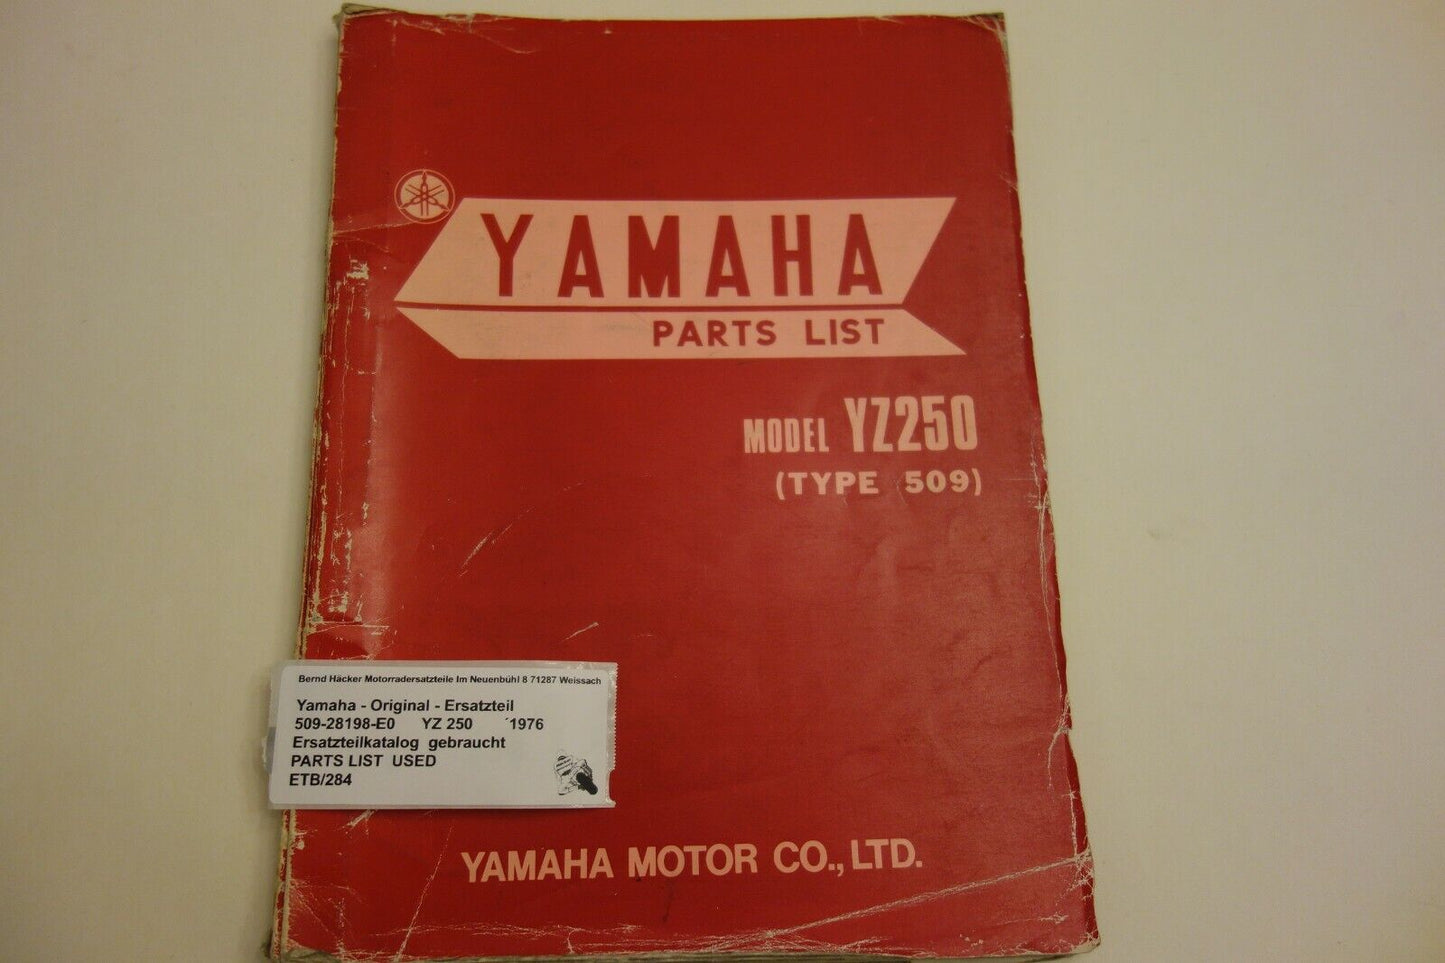 YAMAHA
PARTS LIST
MODEL YZ250
(TYPE 509)
Bernd Häcker Motorradersatzteile Im Neuenbühl 8 71287 Weissach
Yamaha - Original - Ersatzteil
509-28198-E0 YZ 250 ´1976
Ersatzteilkatalog gebraucht
PARTS LIST USED
ETB/284
YAMAHA MOTOR CO., LTD.